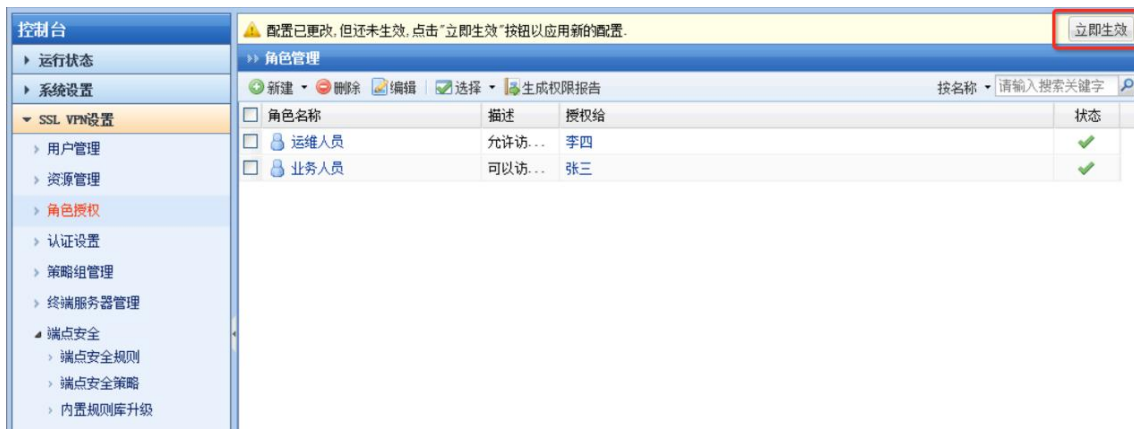 控制台
配置已更改,但还未生效,点击"立即生效"按钮以应用新的配置.
立即生效
运行状态
系统设置
SSL VPN设置
用户管理
资源管理
角色授权
认证设置
策略组管理
终端服务器管理
端点安全
端点安全规则
端点安全策略
内置规则库升级
角色管理
新建 删除 编辑 选择 生成权限报告 按名称 请输入搜索关键字
角色名称 描述 授权给 状态
运维人员 允许访... 李四
业务人员 可以访... 张三